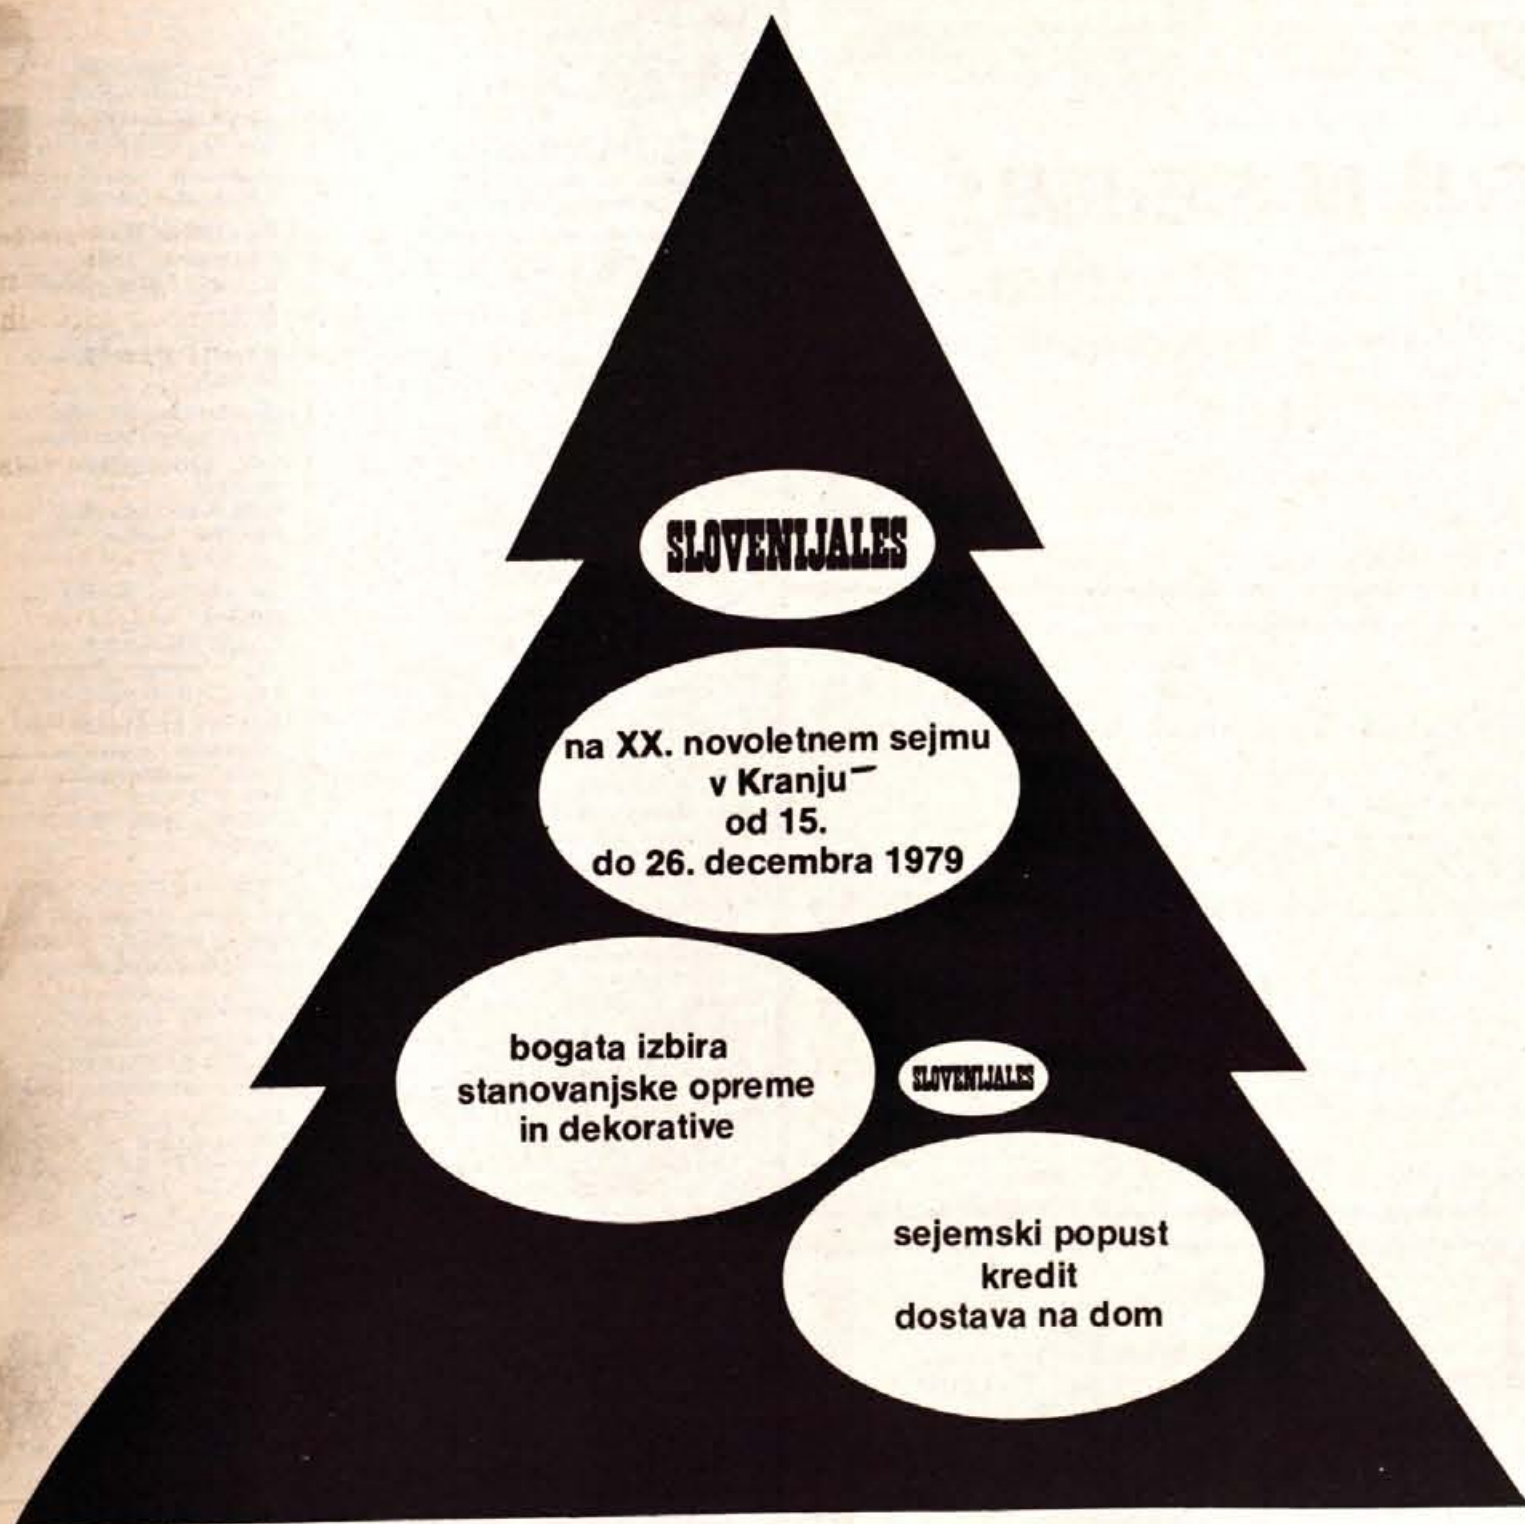 SLOVENIJALES
na XX. novoletnem sejmu
v Kranju
od 15.
do 26. decembra 1979
bogata izbira
stanovanjske opreme
in dekorative
SLOVENIJALES
sejemski popust
kredit
dostava na dom